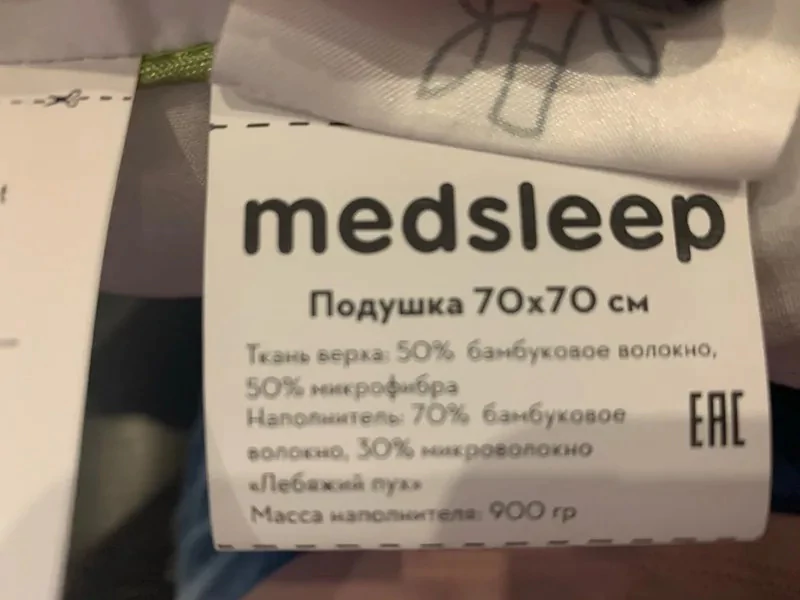 medsleep
Подушка 70x70 см
Ткань верха: 50% бамбуковое волокно,
50% микрофибра
Наполнитель: 70% бамбуковое
волокно, 30% микроволокно
«Лебяжий пух»
Масса наполнителя: 900 гр
EAC